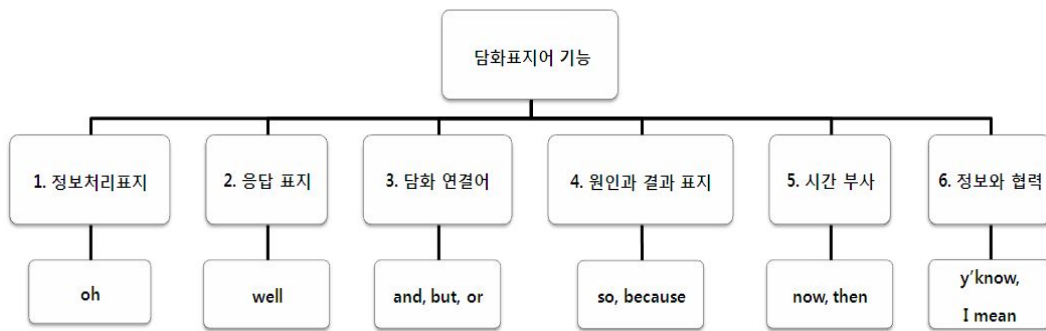 담화표지어 기능
1. 정보처리표지
2. 응답 표지
3. 담화 연결어
4. 원인과 결과 표지
5. 시간 부사
6. 정보와 협력
oh
well
and, but, or
so, because
now, then
y’know,
I mean